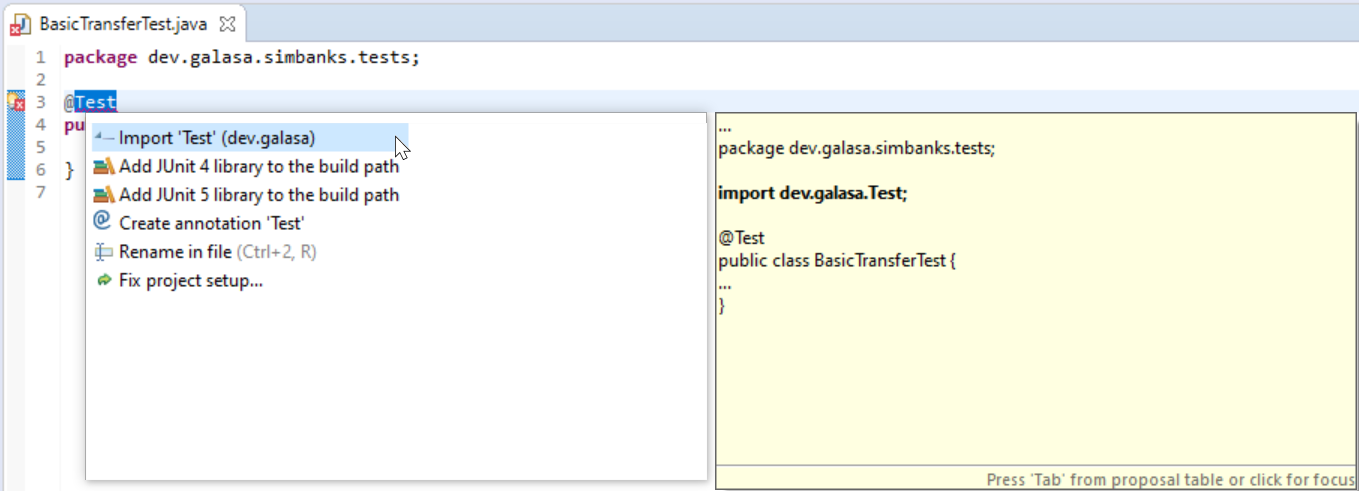 BasicTransferTest.java
1 package dev.galasa.simbanks.tests;
2
3 @Test
4 pu
5
6 }
7
Import 'Test' (dev.galasa)
Add JUnit 4 library to the build path
Add JUnit 5 library to the build path
Create annotation 'Test'
Rename in file (Ctrl+2, R)
Fix project setup...
...
package dev.galasa.simbanks.tests;
import dev.galasa.Test;
@Test
public class BasicTransferTest {
...
}
Press 'Tab' from proposal table or click for focus